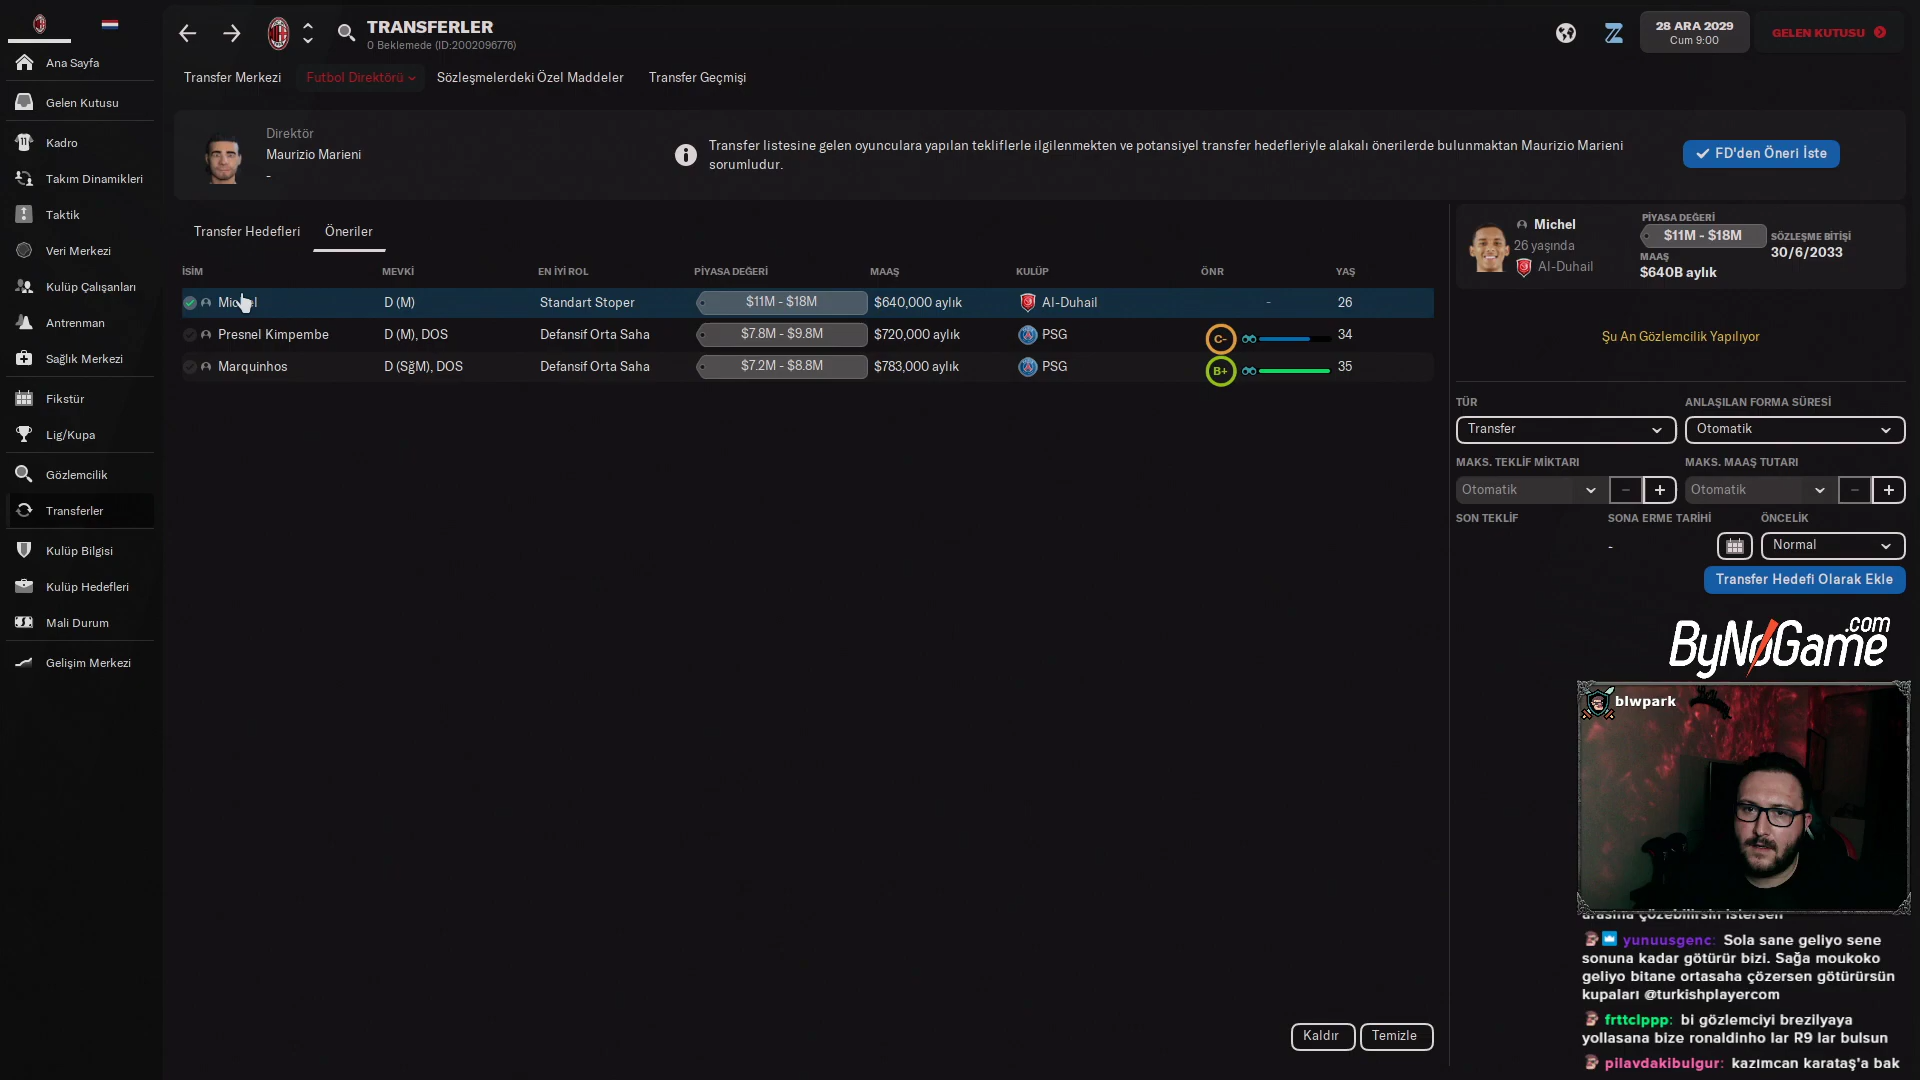 TRANSFERLER
0 Beklemede (ID:2002096776)
28 ARA 2029
Cum 9:00
GELEN KUTUSU
Transfer Merkezi
Futbol Direktörü
Sözleşmelerdeki Özel Maddeler
Transfer Geçmişi
Ana Sayfa
Gelen Kutusu
Kadro
Takım Dinamikleri
Taktik
Veri Merkezi
Kulüp Çalışanları
Antrenman
Sağlık Merkezi
Fikstür
Lig/Kupa
Gözlemcilik
Transferler
Kulüp Bilgisi
Kulüp Hedefleri
Mali Durum
Gelişim Merkezi
Direktör
Maurizio Marieni
-
Transfer listesine gelen oyunculara yapılan tekliflerle ilgilenmekten ve potansiyel transfer hedefleriyle alakalı önerilerde bulunmaktan Maurizio Marieni
sorumludur.
FD'den Öneri İste
Transfer Hedefleri
Öneriler
İSİM MEVKİ EN İYİ ROL PİYASA DEĞERİ MAAŞ KULÜP ÖNR YAŞ
Michel D (M) Standart Stoper $11M - $18M $640,000 aylık Al-Duhail - 26
Presnel Kimpembe D (M), DOS Defansif Orta Saha $7.8M - $9.8M $720,000 aylık PSG C- 34
Marquinhos D (SğM), DOS Defansif Orta Saha $7.2M - $8.8M $783,000 aylık PSG B+ 35
Kaldır
Temizle
Michel
26 yaşında
Al-Duhail
PİYASA DEĞERİ
$11M - $18M
MAAŞ
$640B aylık
SÖZLEŞME BİTİŞİ
30/6/2033
Şu An Gözlemcilik Yapılıyor
TÜR
Transfer
ANLAŞILAN FORMA SÜRESİ
Otomatik
MAKS. TEKLİF MİKTARI
Otomatik
- +
MAKS. MAAŞ TUTARI
Otomatik
- +
SON TEKLİF
SONA ERME TARİHİ
-
ÖNCELİK
Normal
Transfer Hedefi Olarak Ekle
ByNoGame.com
blwpark
arasına çözebilirsin istersen
yunuusgenc: Sola sane geliyo sene
sonuna kadar götürür bizi. Sağa moukoko
geliyo bitane ortasaha çözersen götürürsün
kupaları @turkishplayercom
frttclppp: bi gözlemciyi brezilyaya
yollasana bize ronaldinho lar R9 lar bulsun
pilavdakibulgur: kazımcan karataş'a bak